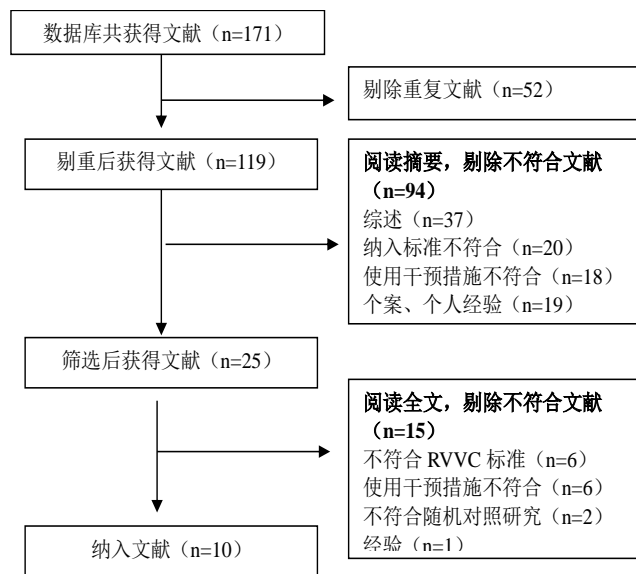 数据库共获得文献（n=171）
剔除重复文献（n=52）
剔重后获得文献（n=119）
阅读摘要，剔除不符合文献
（n=94）
综述（n=37）
纳入标准不符合（n=20）
使用干预措施不符合（n=18）
个案、个人经验（n=19）
筛选后获得文献（n=25）
阅读全文，剔除不符合文献
（n=15）
不符合 RVVC 标准（n=6）
使用干预措施不符合（n=6）
不符合随机对照研究（n=2）
经验（n=1）
纳入文献（n=10）